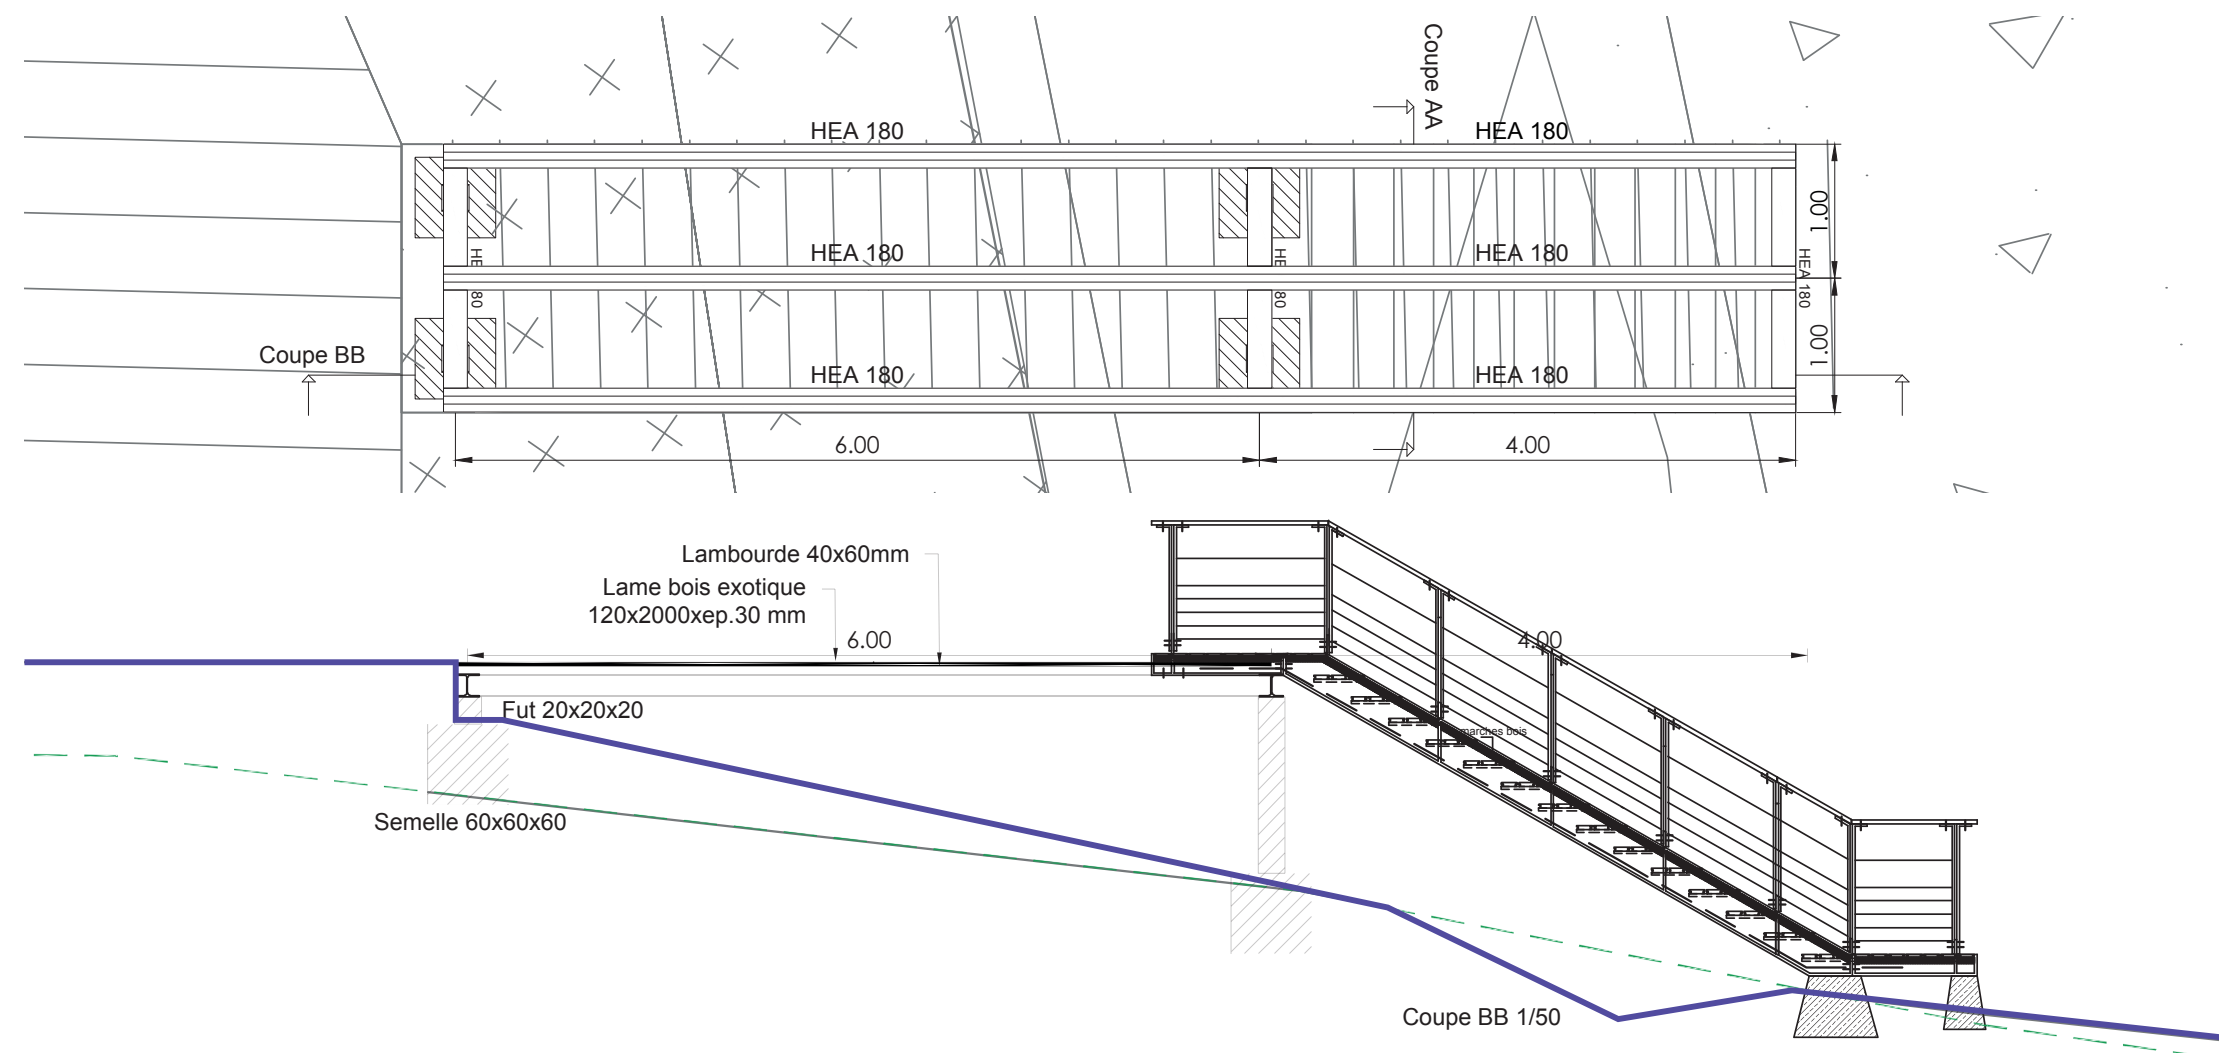 Coupe AA
HEA 180
HEA 180
1.00
HEA 180
HEA 180
HE
80
HE
80
HEA 180
1.00
Coupe BB
HEA 180
HEA 180
6.00
4.00
Lambourde 40x60mm
Lame bois exotique
120x2000xep.30 mm
6.00
4.00
Fut 20x20x20
marches bois
Semelle 60x60x60
Coupe BB 1/50